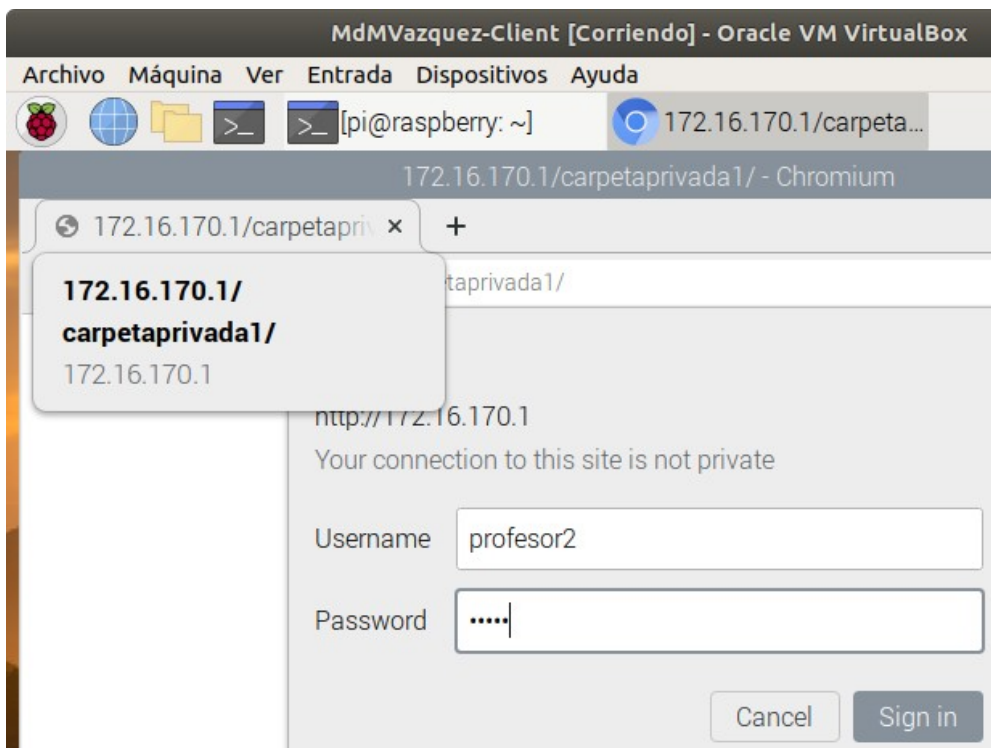 MdMVazquez-Client [Corriendo] - Oracle VM VirtualBox
Archivo Máquina Ver Entrada Dispositivos Ayuda
[pi@raspberry: ~] 172.16.170.1/carpeta...
172.16.170.1/carpetaprivada1/ - Chromium
172.16.170.1/carpetapriv × +
taprivada1/
172.16.170.1/
carpetaprivada1/
172.16.170.1
http://172.16.170.1
Your connection to this site is not private
Username profesor2
Password •••••
Cancel Sign in